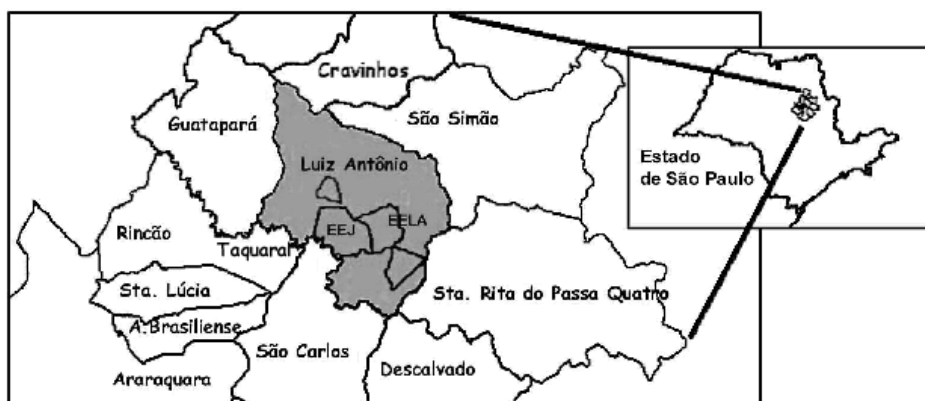 Cravinhos
Guatapará
São Simão
Luiz Antônio
Estado
de São Paulo
EEJ
EELA
Rincão
Taquaral
Sta. Lúcia
Sta. Rita do Passa Quatro
A.Brasiliense
São Carlos
Descalvado
Araraquara